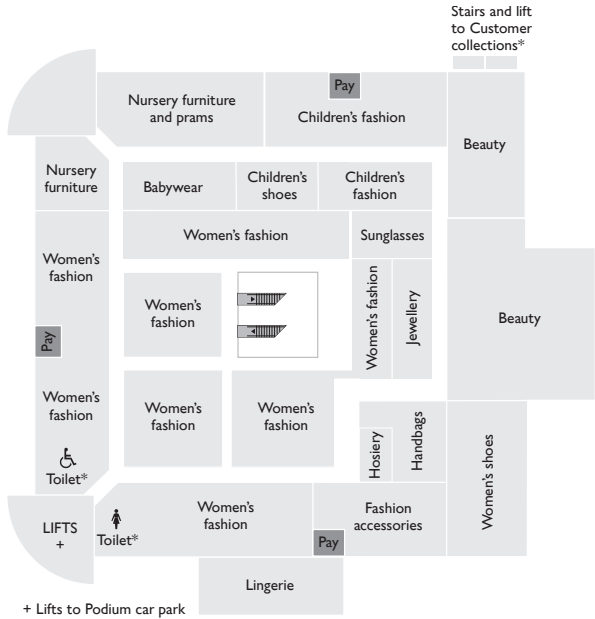 Stairs and lift
to Customer
collections*
Pay
Nursery furniture
and prams
Children's fashion
Beauty
Nursery
furniture
Babywear
Children's
shoes
Children's
fashion
Women's fashion
Sunglasses
Women's
fashion
Women's
fashion
Women's fashion
Jewellery
Beauty
Pay
Women's
fashion
Women's
fashion
Women's
fashion
Hosiery
Handbags
Women's shoes
Toilet*
LIFTS
+
Toilet*
Women's
fashion
Fashion
accessories
Pay
Lingerie
+ Lifts to Podium car park